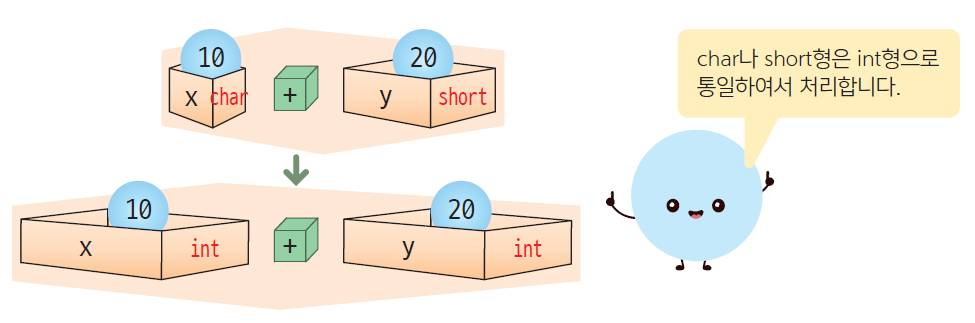 10
20
x char + y short
10
20
x int + y int
char나 short형은 int형으로
통일하여서 처리합니다.